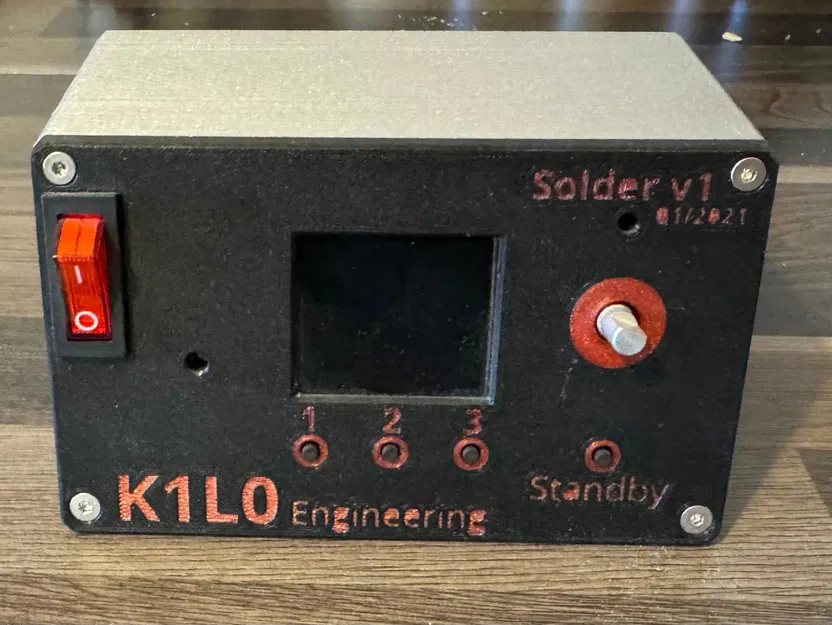 Solder v1
01/2021
I
O
1 2 3
Standby
K1L0 Engineering